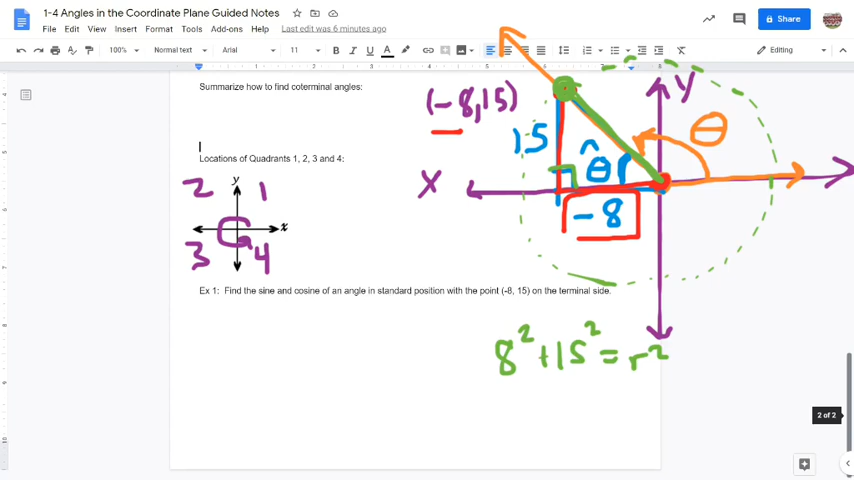 1-4 Angles in the Coordinate Plane Guided Notes
File Edit View Insert Format Tools Add-ons Help Last edit was 6 minutes ago
Share
100% Normal text Arial 11 B I U A Editing
Summarize how to find coterminal angles:
Locations of Quadrants 1, 2, 3 and 4:
y
2 1
x
3 4
(-8,15)
y
15
θ
θ̂
X
-8
Ex 1: Find the sine and cosine of an angle in standard position with the point (-8, 15) on the terminal side.
8² + 15² = r²
2 of 2